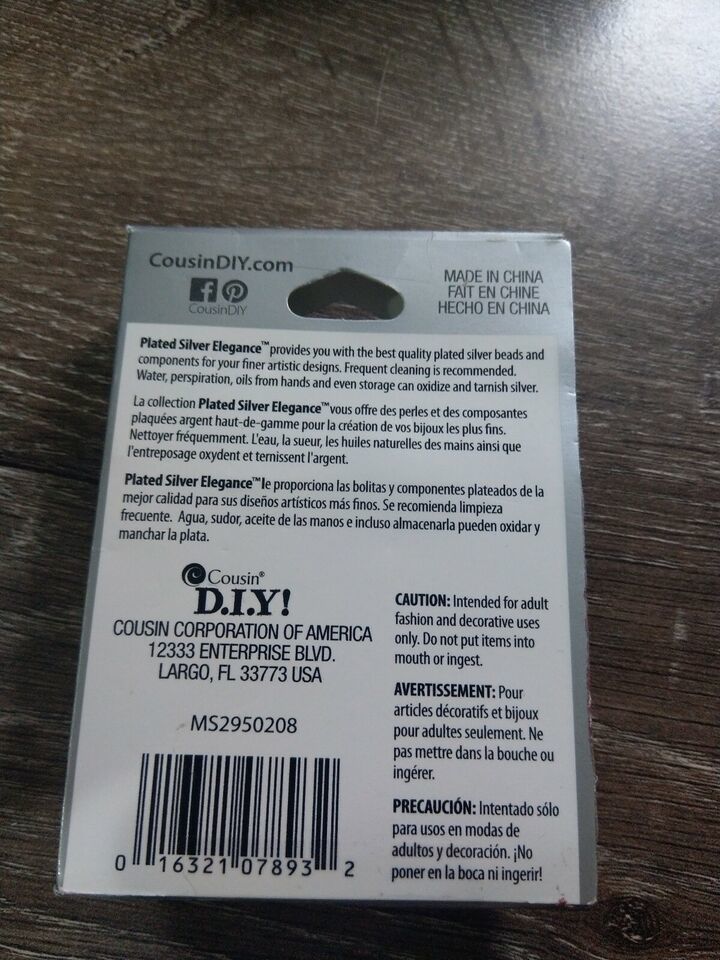 CousinDIY.com
CousinDIY
MADE IN CHINA
FAIT EN CHINE
HECHO EN CHINA
Plated Silver Elegance™ provides you with the best quality plated silver beads and
components for your finer artistic designs. Frequent cleaning is recommended.
Water, perspiration, oils from hands and even storage can oxidize and tarnish silver.
La collection Plated Silver Elegance™ vous offre des perles et des composantes
plaquées argent haut-de-gamme pour la création de vos bijoux les plus fins.
Nettoyer fréquemment. L'eau, la sueur, les huiles naturelles des mains ainsi que
l'entreposage oxydent et ternissent l'argent.
Plated Silver Elegance™ le proporciona las bolitas y componentes plateados de la
mejor calidad para sus diseños artísticos más finos. Se recomienda limpieza
frecuente. Agua, sudor, aceite de las manos e incluso almacenarla pueden oxidar y
manchar la plata.
Cousin®
D.I.Y!
COUSIN CORPORATION OF AMERICA
12333 ENTERPRISE BLVD.
LARGO, FL 33773 USA
MS2950208
0 16321 07893 2
CAUTION: Intended for adult
fashion and decorative uses
only. Do not put items into
mouth or ingest.
AVERTISSEMENT: Pour
articles décoratifs et bijoux
pour adultes seulement. Ne
pas mettre dans la bouche ou
ingérer.
PRECAUCIÓN: Intentado sólo
para usos en modas de
adultos y decoración. ¡No
poner en la boca ni ingerir!